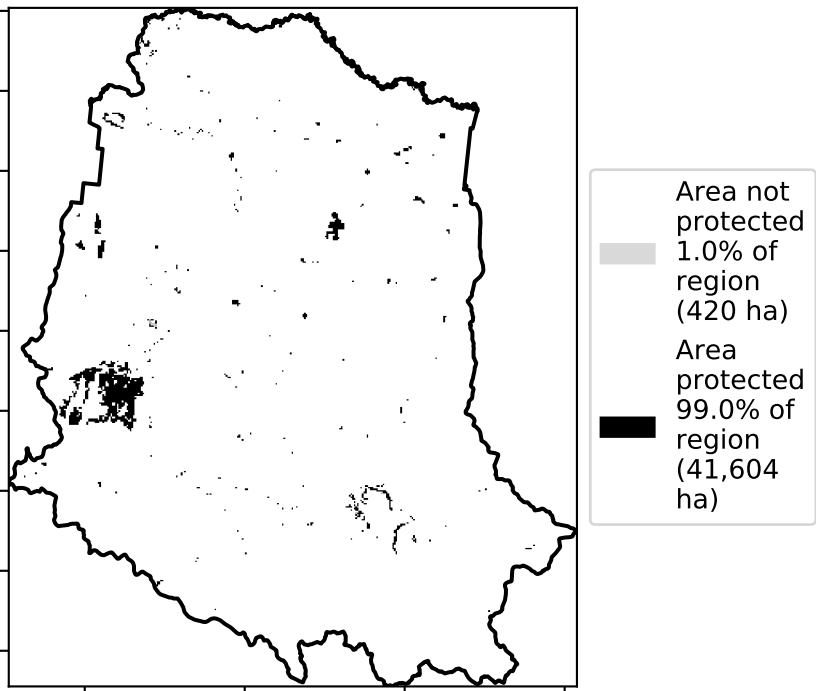 Area not
protected
1.0% of
region
(420 ha)
Area
protected
99.0% of
region
(41,604
ha)